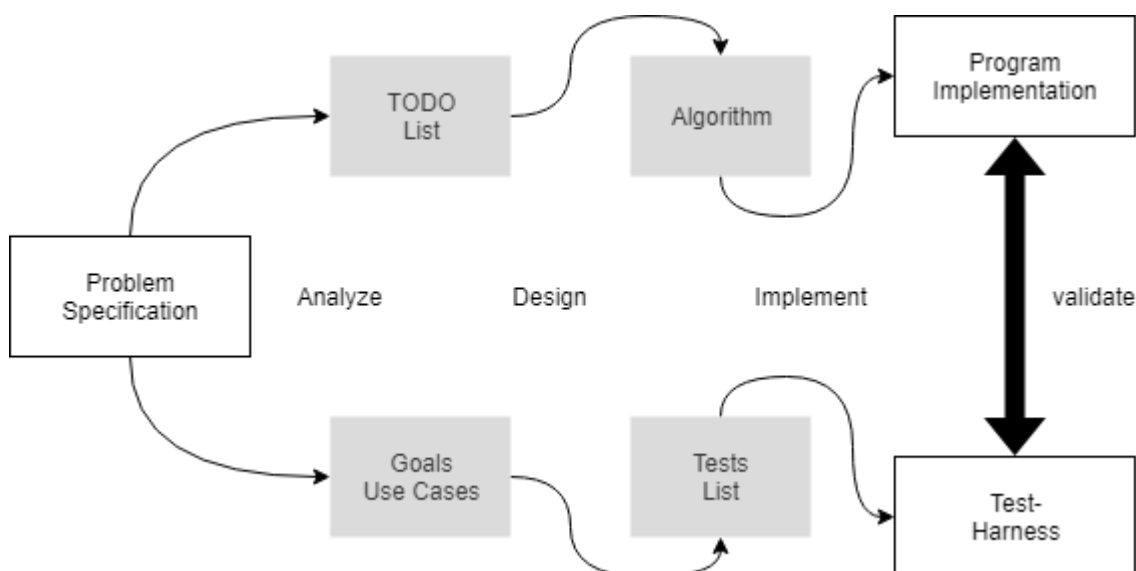 TODO
List
Algorithm
Program
Implementation
Problem
Specification
Analyze
Design
Implement
validate
Goals
Use Cases
Tests
List
Test-
Harness